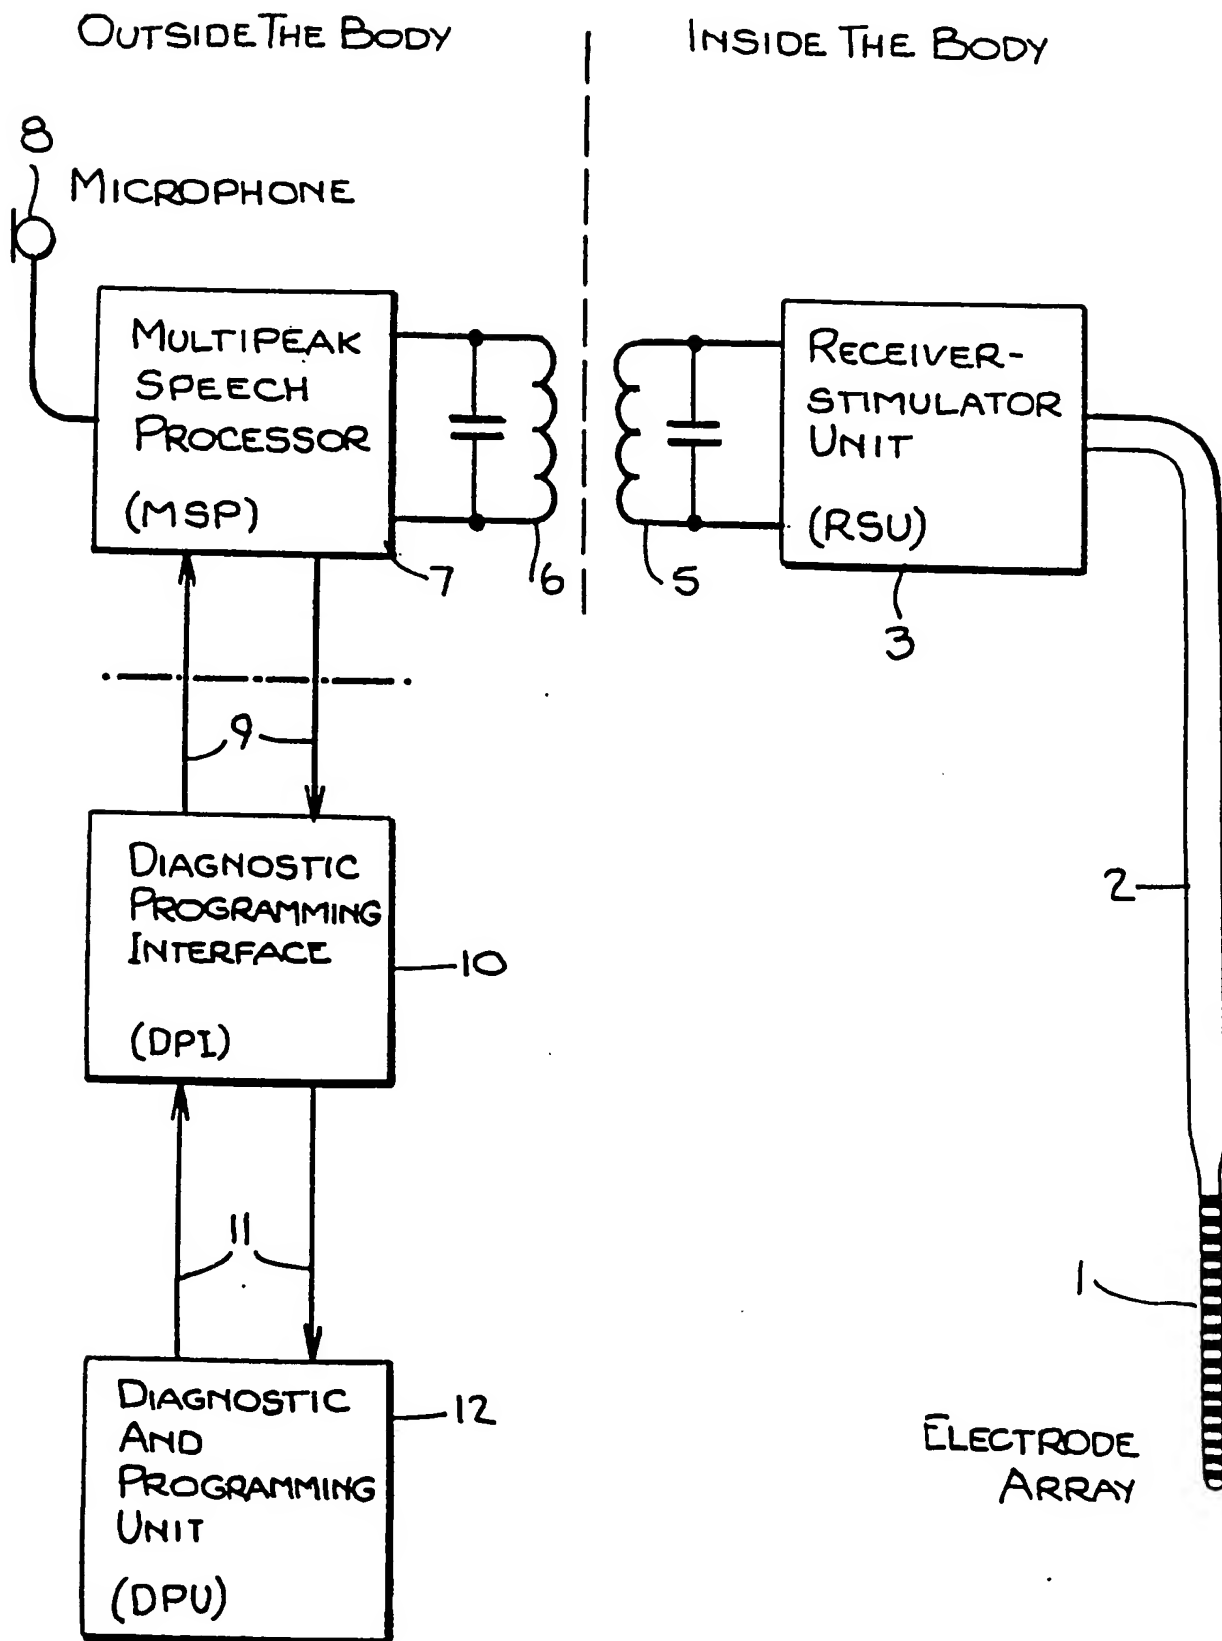 OUTSIDE THE BODY
INSIDE THE BODY
8
MICROPHONE
MULTIPEAK
SPEECH
PROCESSOR
(MSP)
7
6
5
RECEIVER-
STIMULATOR
UNIT
(RSU)
3
9
2
DIAGNOSTIC
PROGRAMMING
INTERFACE
(DPI)
10
11
1
DIAGNOSTIC
AND
PROGRAMMING
UNIT
(DPU)
12
ELECTRODE
ARRAY